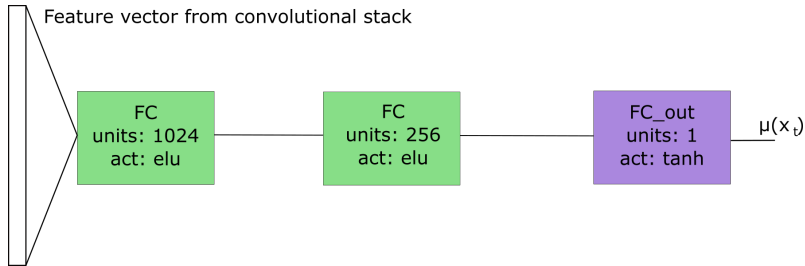 Feature vector from convolutional stack
FC
units: 1024
act: elu
FC
units: 256
act: elu
FC_out
units: 1
act: tanh
μ(x_t)